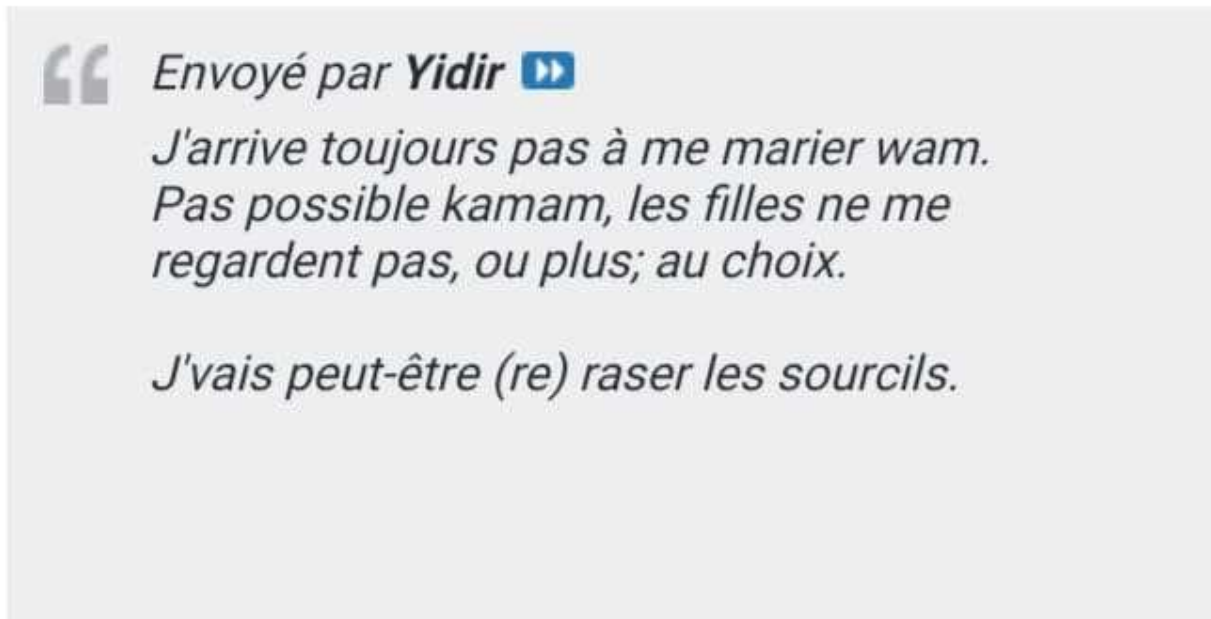 Envoyé par Yidir
J'arrive toujours pas à me marier wam.
Pas possible kamam, les filles ne me
regardent pas, ou plus; au choix.
J'vais peut-être (re) raser les sourcils.